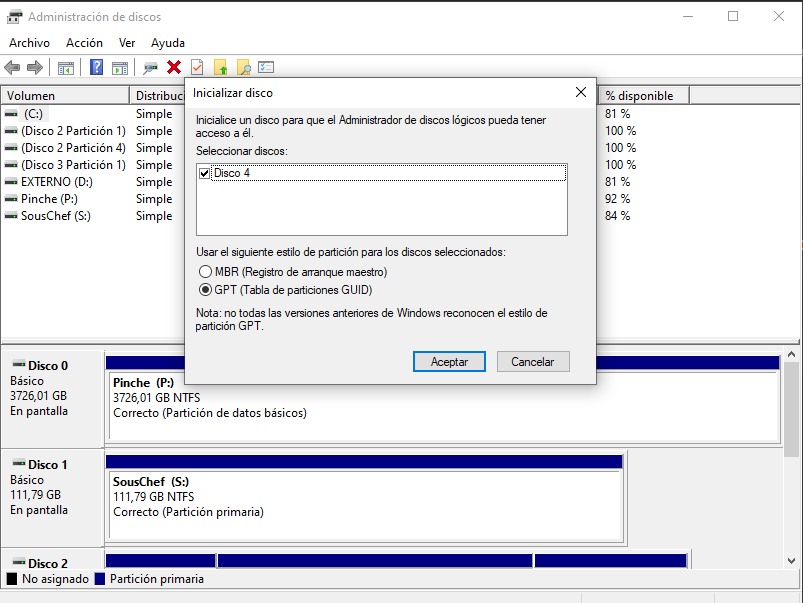 Administración de discos
Archivo Acción Ver Ayuda
Volumen Distribuci % disponible
(C:) Simple 81 %
(Disco 2 Partición 1) Simple 100 %
(Disco 2 Partición 4) Simple 100 %
(Disco 3 Partición 1) Simple 100 %
EXTERNO (D:) Simple 81 %
Pinche (P:) Simple 92 %
SousChef (S:) Simple 84 %
Inicializar disco
Inicialice un disco para que el Administrador de discos lógicos pueda tener
acceso a él.
Seleccionar discos:
Disco 4
Usar el siguiente estilo de partición para los discos seleccionados:
MBR (Registro de arranque maestro)
GPT (Tabla de particiones GUID)
Nota: no todas las versiones anteriores de Windows reconocen el estilo de
partición GPT.
Aceptar Cancelar
Disco 0
Básico
3726,01 GB
En pantalla
Pinche (P:)
3726,01 GB NTFS
Correcto (Partición de datos básicos)
Disco 1
Básico
111,79 GB
En pantalla
SousChef (S:)
111,79 GB NTFS
Correcto (Partición primaria)
Disco 2
No asignado Partición primaria